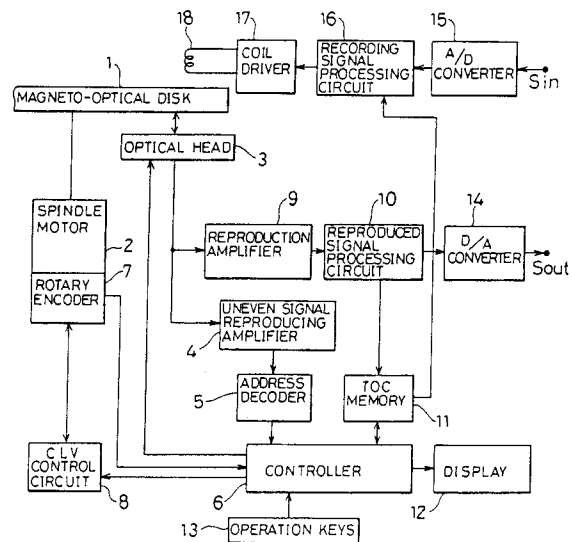 18
17
COIL
DRIVER
16
RECORDING
SIGNAL
PROCESSING
CIRCUIT
15
A/D
CONVERTER
Sin
1
MAGNETO-OPTICAL DISK
OPTICAL HEAD
3
SPINDLE
MOTOR
2
7
ROTARY
ENCODER
9
REPRODUCTION
AMPLIFIER
10
REPRODUCED
SIGNAL
PROCESSING
CIRCUIT
14
D/A
CONVERTER
Sout
UNEVEN SIGNAL
REPRODUCING
AMPLIFIER
4
5
ADDRESS
DECODER
TOC
MEMORY
11
CLV
CONTROL
CIRCUIT
8
CONTROLLER
6
DISPLAY
12
13
OPERATION KEYS